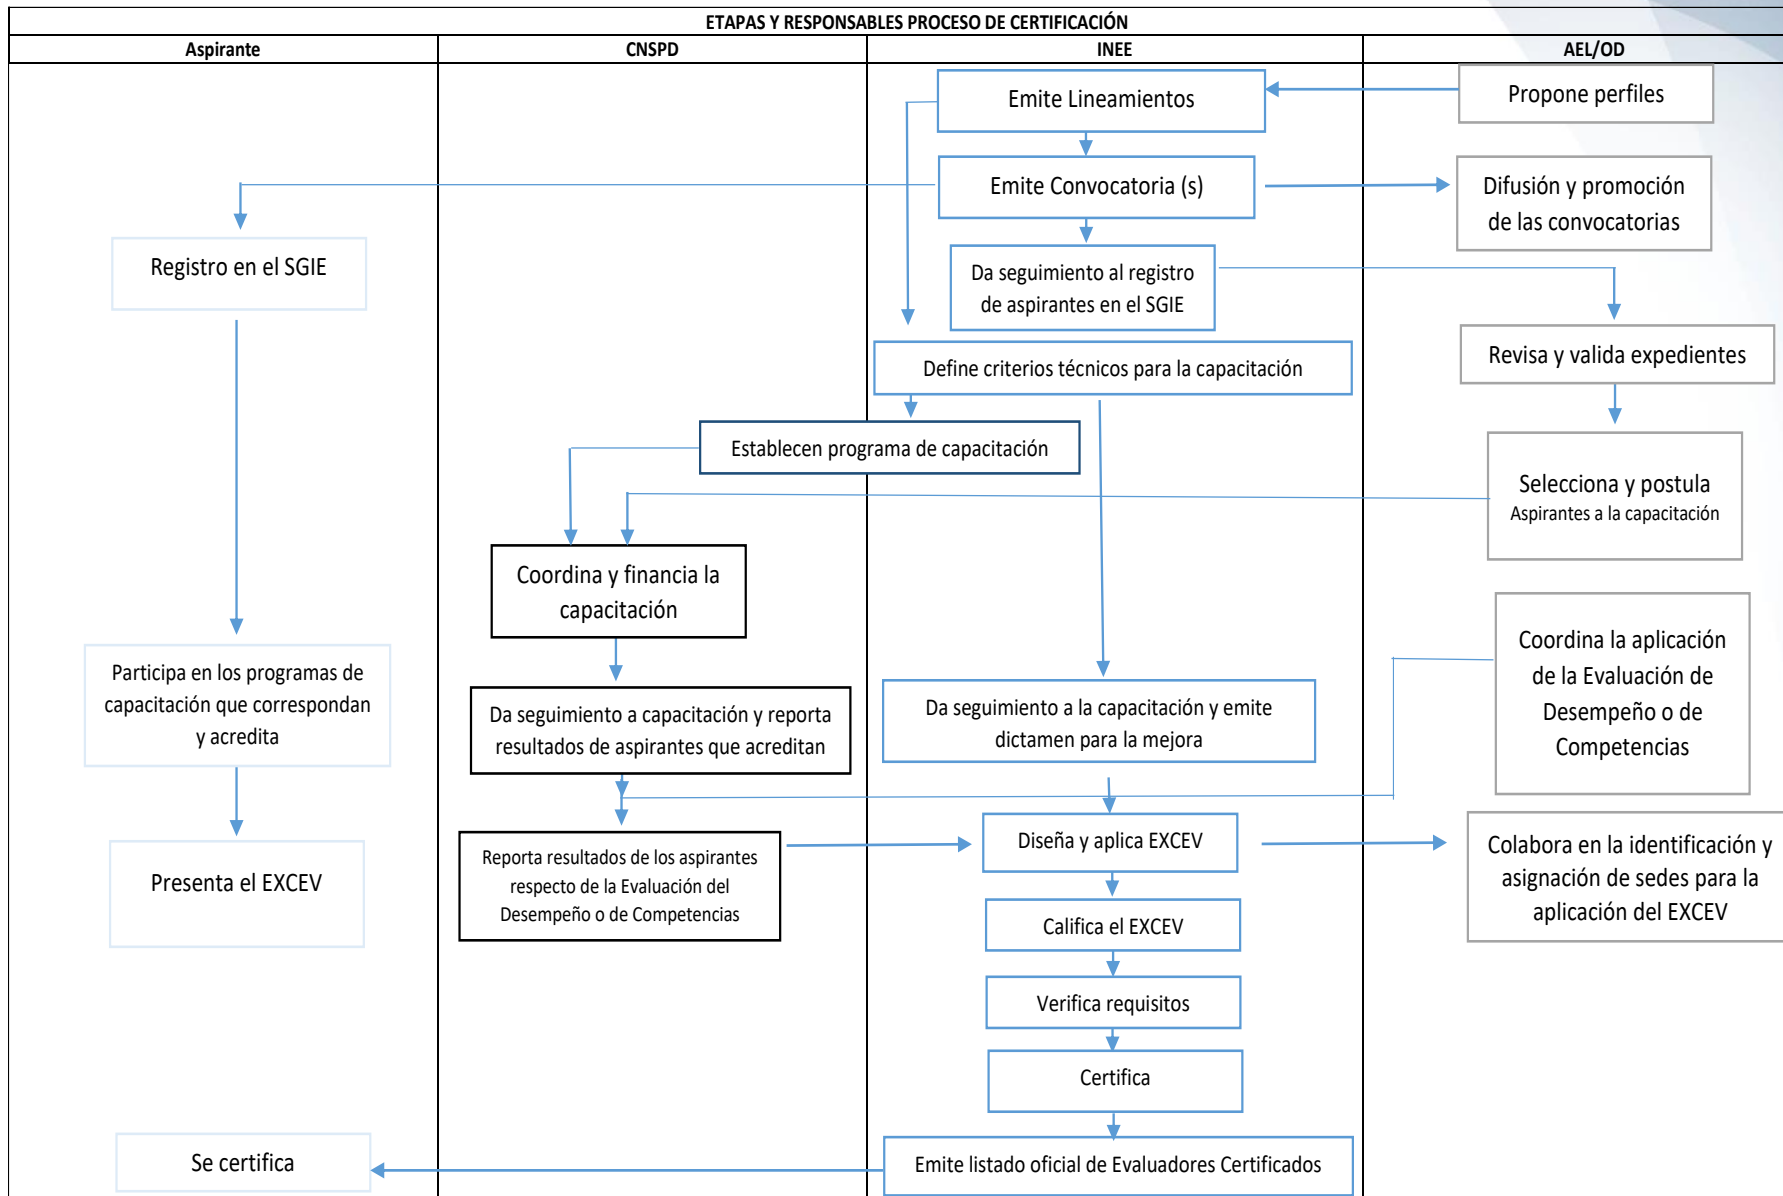 ETAPAS Y RESPONSABLES PROCESO DE CERTIFICACIÓN
Aspirante
CNSPD
INEE
AEL/OD
Emite Lineamientos
Propone perfiles
Emite Convocatoria (s)
Difusión y promoción
de las convocatorias
Registro en el SGIE
Da seguimiento al registro
de aspirantes en el SGIE
Revisa y valida expedientes
Define criterios técnicos para la capacitación
Establecen programa de capacitación
Selecciona y postula
Aspirantes a la capacitación
Coordina y financia la
capacitación
Coordina la aplicación
de la Evaluación de
Desempeño o de
Competencias
Participa en los programas de
capacitación que correspondan
y acredita
Da seguimiento a capacitación y reporta
resultados de aspirantes que acreditan
Da seguimiento a la capacitación y emite
dictamen para la mejora
Presenta el EXCEV
Reporta resultados de los aspirantes
respecto de la Evaluación del
Desempeño o de Competencias
Diseña y aplica EXCEV
Colabora en la identificación y
asignación de sedes para la
aplicación del EXCEV
Califica el EXCEV
Verifica requisitos
Certifica
Se certifica
Emite listado oficial de Evaluadores Certificados